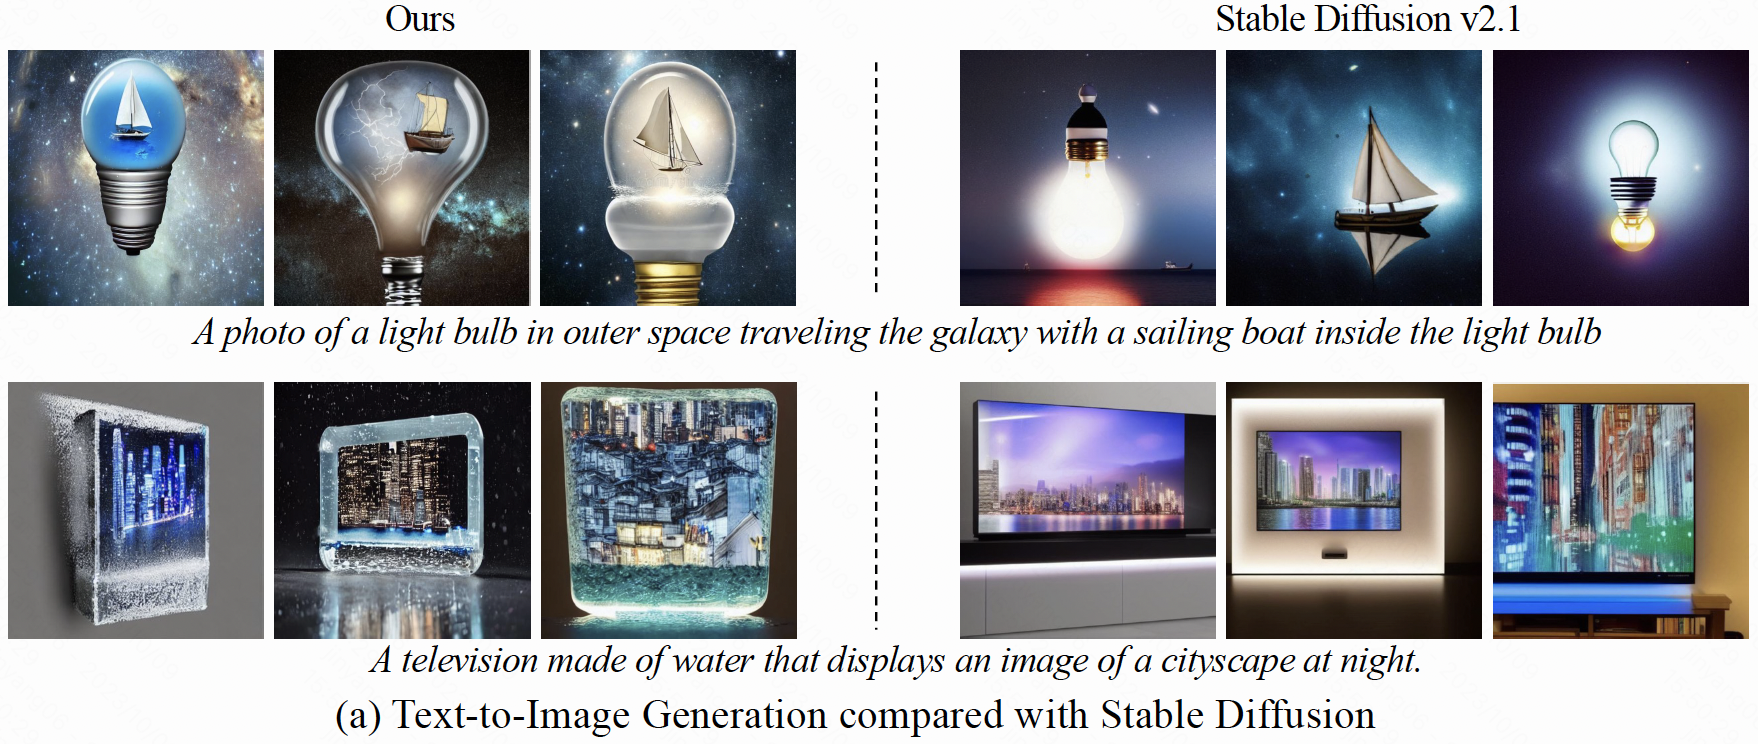 Ours
Stable Diffusion v2.1
A photo of a light bulb in outer space traveling the galaxy with a sailing boat inside the light bulb
A television made of water that displays an image of a cityscape at night.
(a) Text-to-Image Generation compared with Stable Diffusion